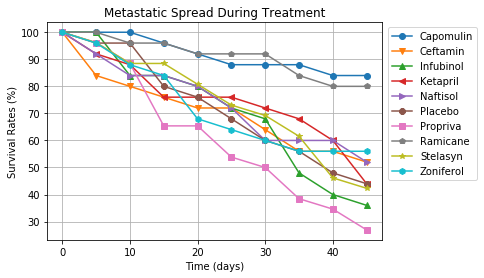 Metastatic Spread During Treatment
Survival Rates (%)
100
90
80
70
60
50
40
30
0
10
20
30
40
Time (days)
Capomulin
Ceftamin
Infubinol
Ketapril
Naftisol
Placebo
Propriva
Ramicane
Stelasyn
Zoniferol